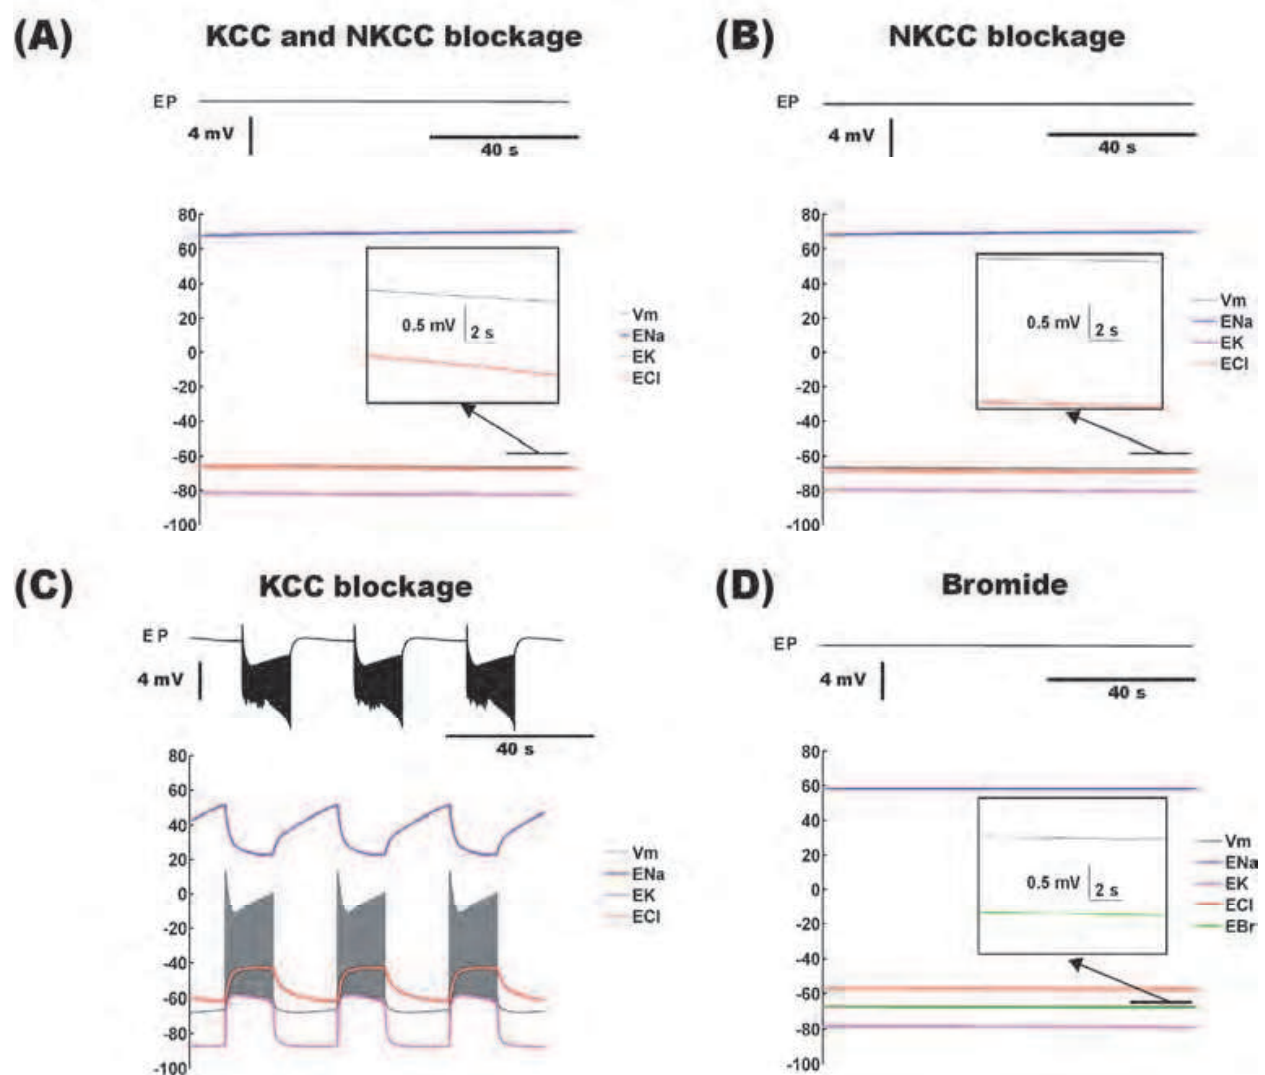 (A) KCC and NKCC blockage
EP
4 mV
40 s
80
60
40
20
0
-20
-40
-60
-80
-100
0.5 mV 2 s
Vm
ENa
EK
ECl
(B) NKCC blockage
EP
4 mV
40 s
80
60
40
20
0
-20
-40
-60
-80
-100
0.5 mV 2 s
Vm
ENa
EK
ECl
(C) KCC blockage
EP
4 mV
40 s
80
60
40
20
0
-20
-40
-60
-80
-100
Vm
ENa
EK
ECl
(D) Bromide
EP
4 mV
40 s
80
60
40
20
0
-20
-40
-60
-80
-100
0.5 mV 2 s
Vm
ENa
EK
ECl
EBr